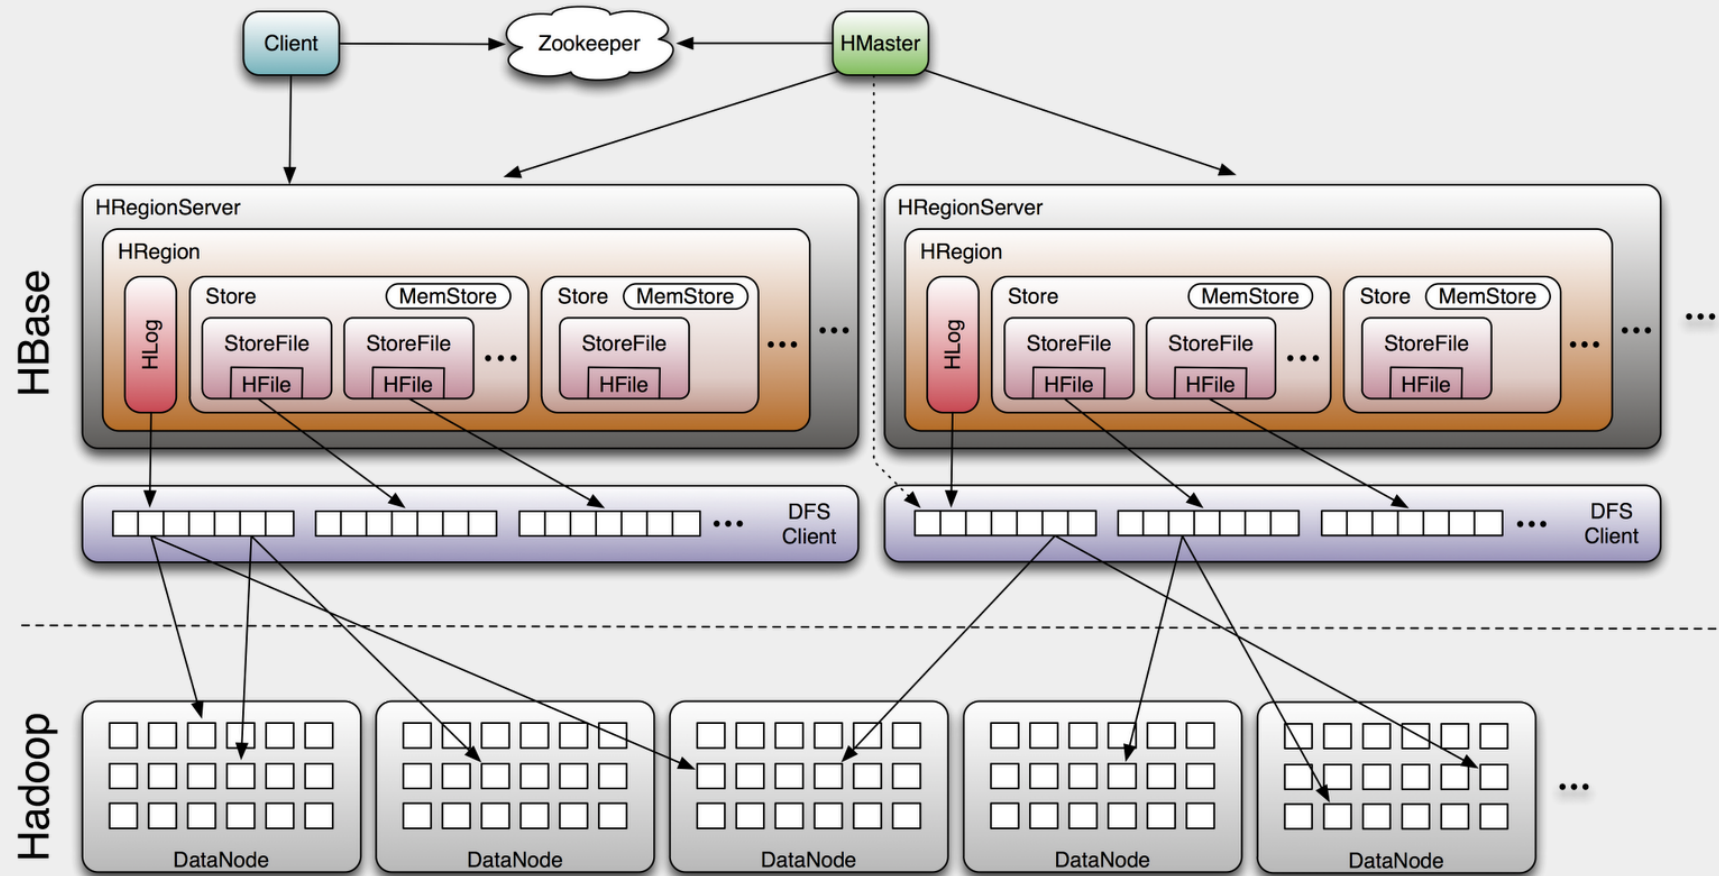 Client
Zookeeper
HMaster
HBase
HRegionServer
HRegion
HLog
Store
MemStore
StoreFile
HFile
StoreFile
HFile
...
Store
MemStore
StoreFile
HFile
...
...
HRegionServer
HRegion
HLog
Store
MemStore
StoreFile
HFile
StoreFile
HFile
...
Store
MemStore
StoreFile
HFile
...
...
...
...
DFS
Client
...
DFS
Client
Hadoop
DataNode
DataNode
DataNode
DataNode
DataNode
...